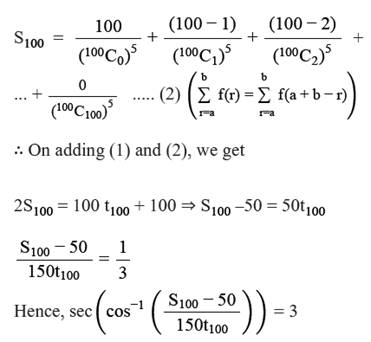 S₁₀₀ = 100/(¹⁰⁰C₀)⁵ + (100 – 1)/(¹⁰⁰C₁)⁵ + (100 – 2)/(¹⁰⁰C₂)⁵ +
... + 0/(¹⁰⁰C₁₀₀)⁵ ..... (2) (∑_{r=a}^{b} f(r) = ∑_{r=a}^{b} f(a + b – r))
∴ On adding (1) and (2), we get
2S₁₀₀ = 100 t₁₀₀ + 100 ⇒ S₁₀₀ –50 = 50t₁₀₀
(S₁₀₀ – 50)/(150t₁₀₀) = 1/3
Hence, sec(cos⁻¹((S₁₀₀ – 50)/(150t₁₀₀))) = 3